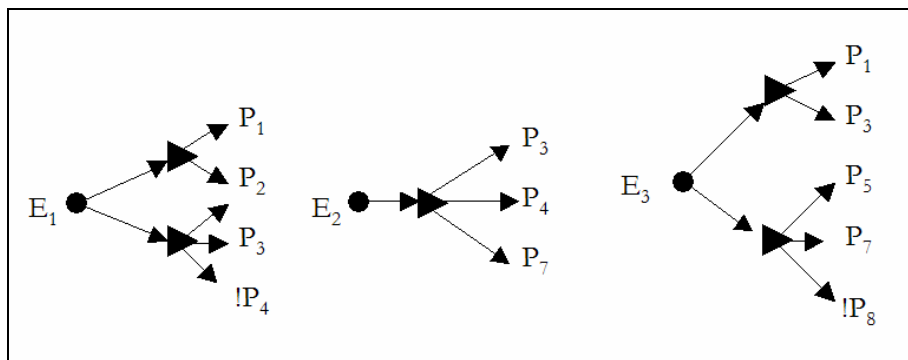 E₁
P₁
P₂
P₃
!P₄
E₂
P₃
P₄
P₇
E₃
P₁
P₃
P₅
P₇
!P₈